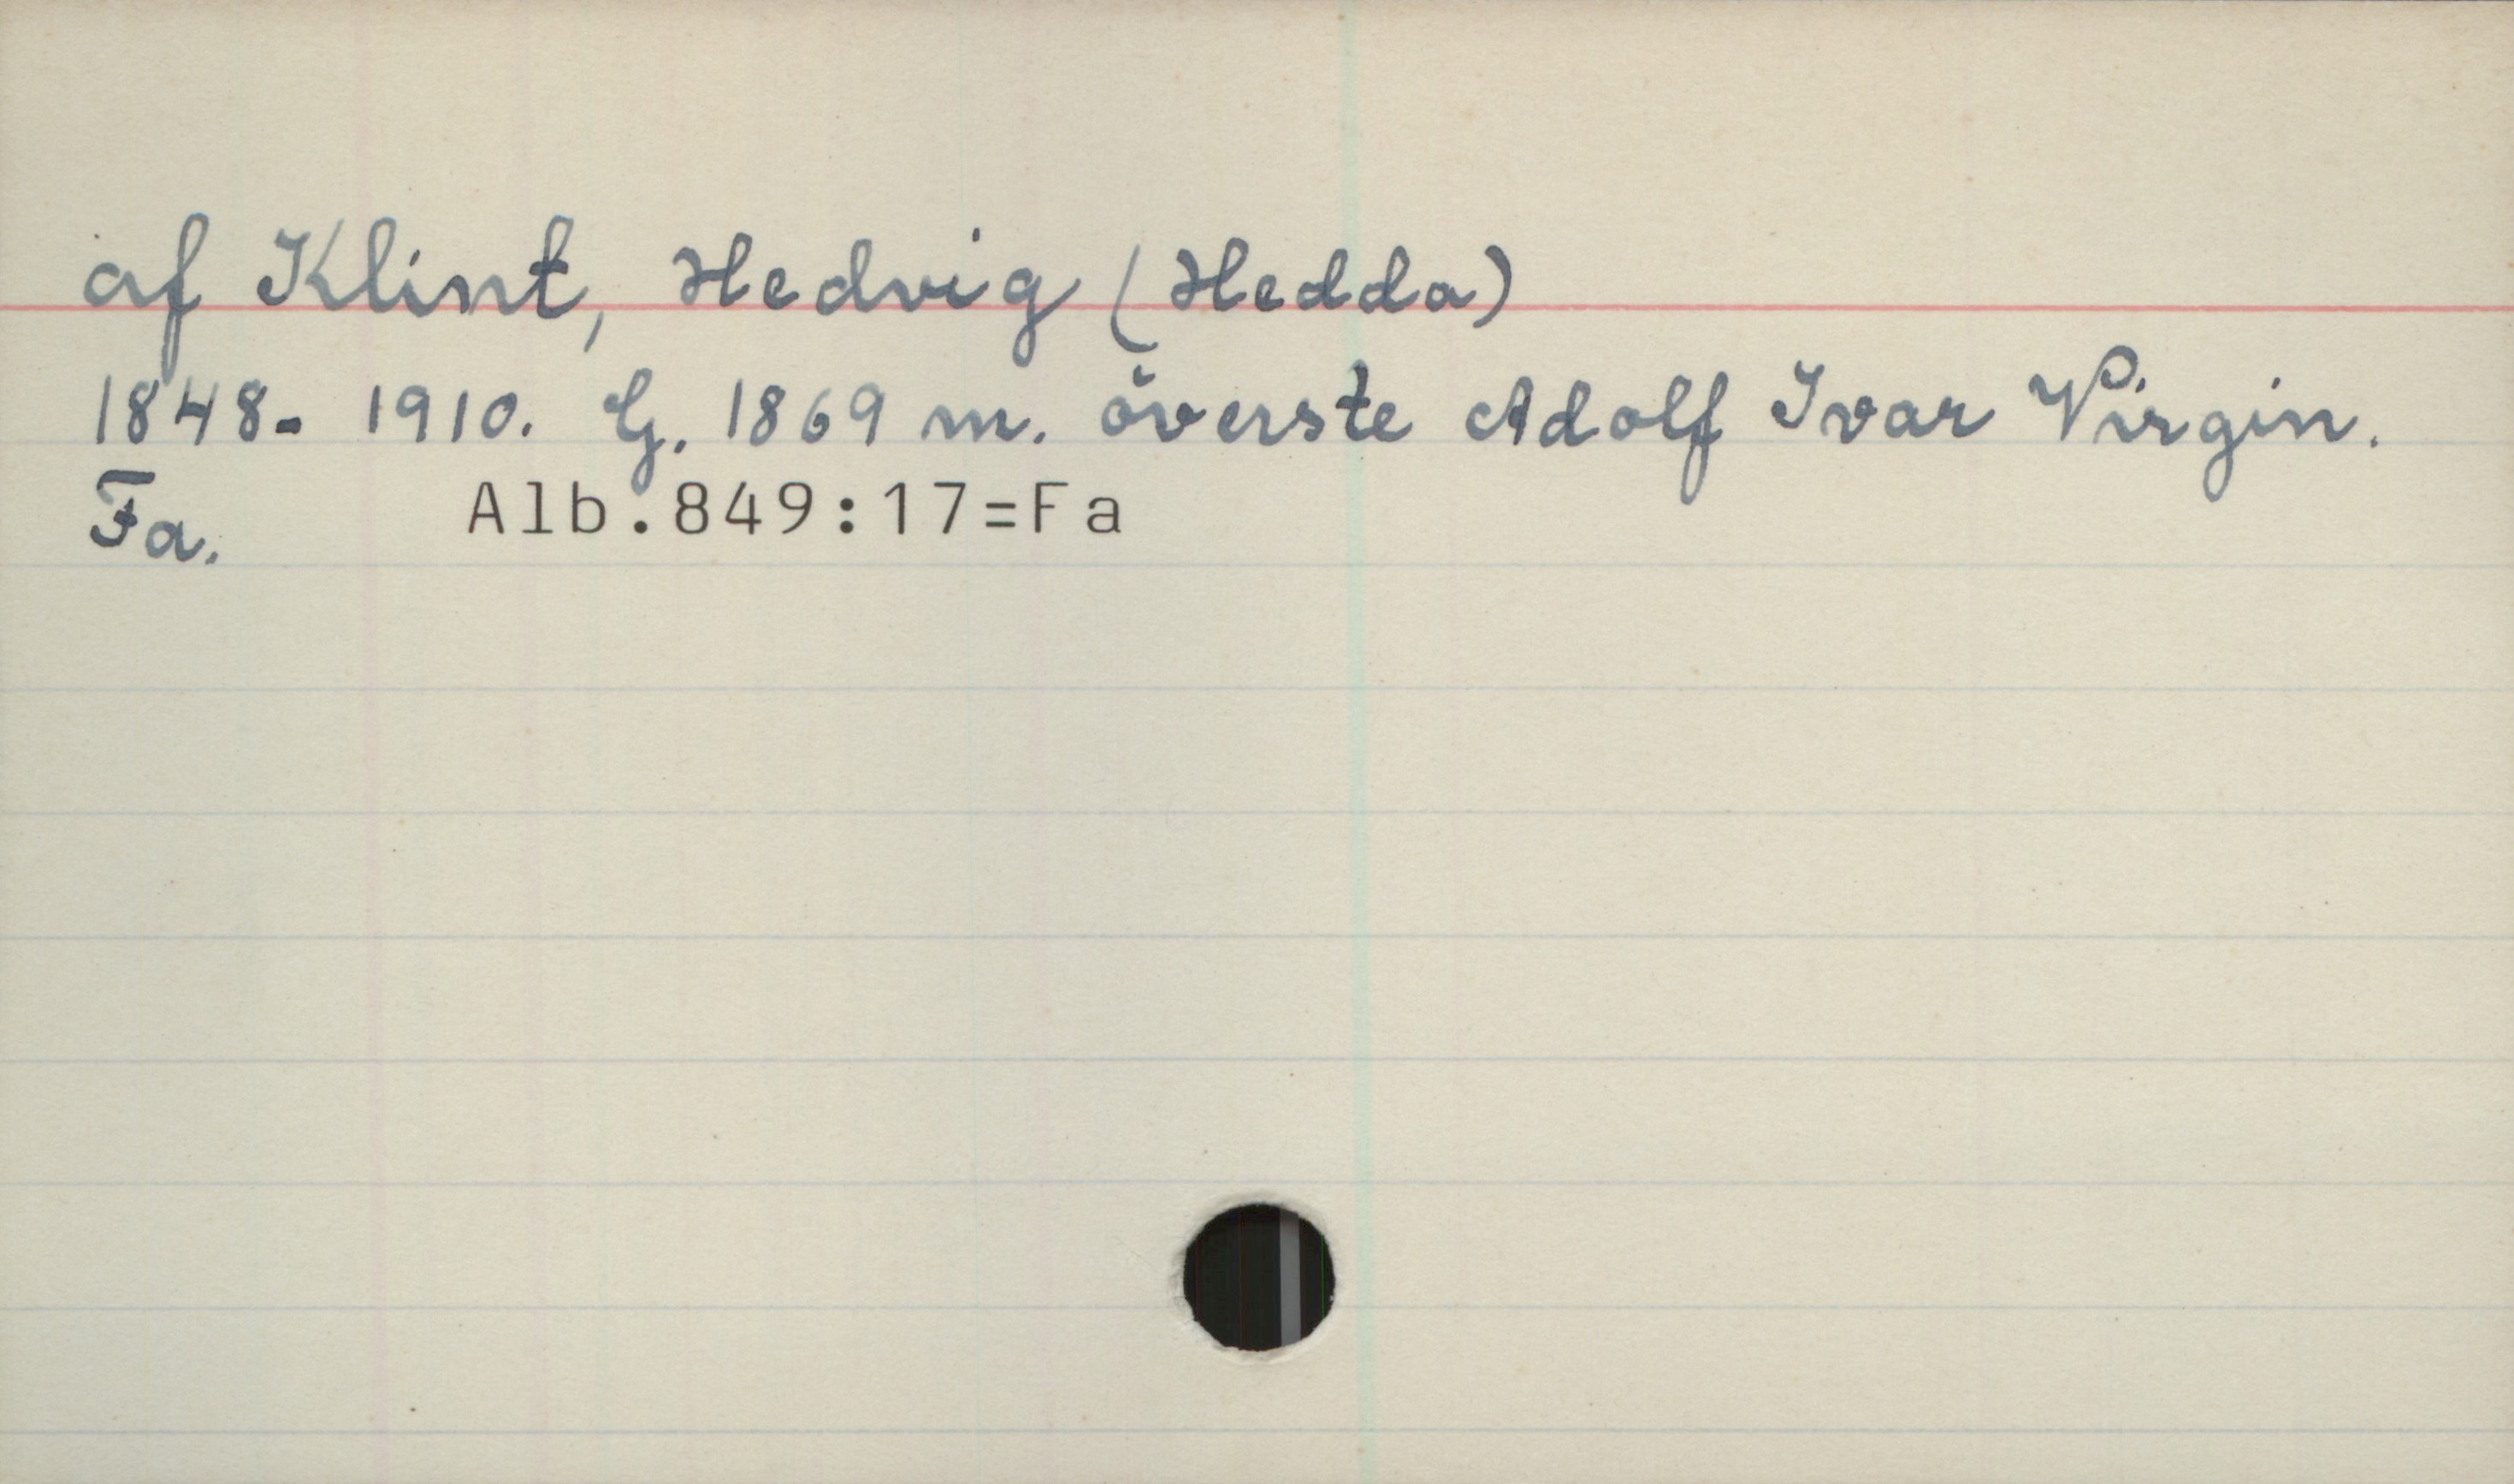 af Klint, Hedvig (Hedda)
1848- 1910. G. 1869 m. överste Adolf Ivar Virgin.
Fa. Alb.849:17=Fa